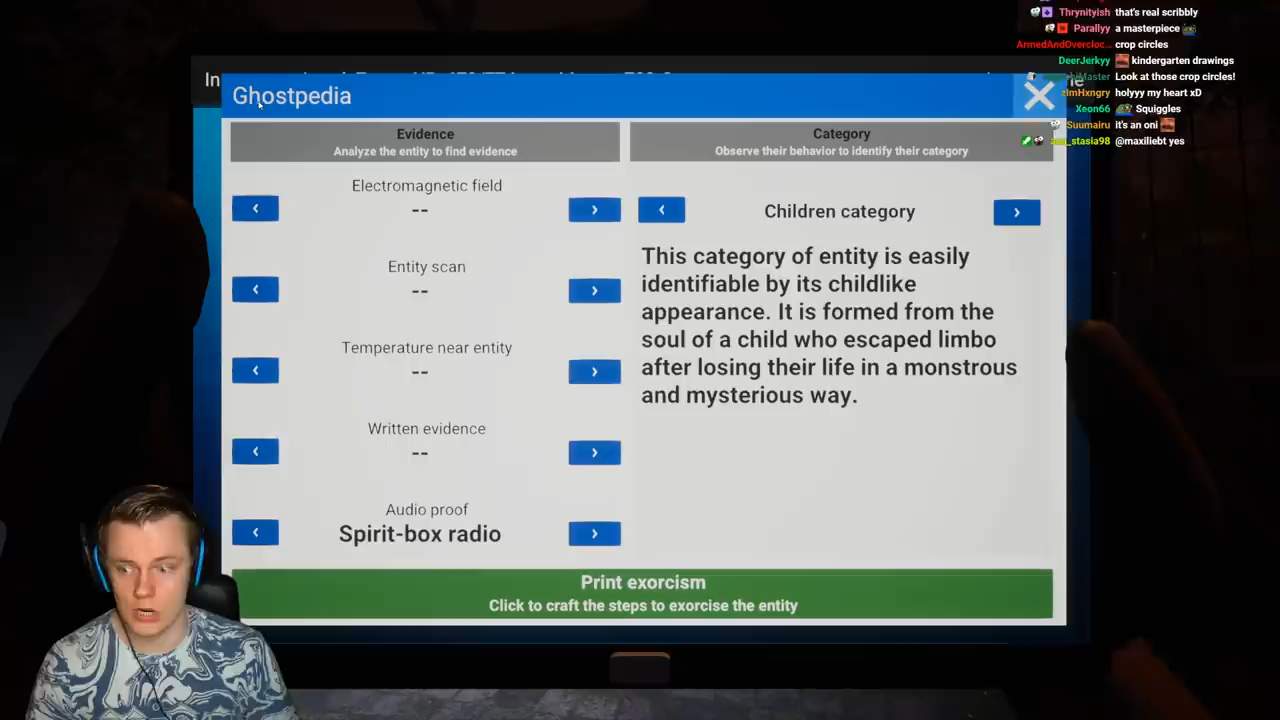 Thrynityish that's real scribbly
Parallyy a masterpiece
ArmedAndOvercloc... crop circles
DeerJerkyy kindergarten drawings
Look at those crop circles!
zImHxngry holyyy my heart xD
Xeon66 Squiggles
Suumairu it's an oni
@maxiliebt yes
In
Ghostpedia
Evidence
Analyze the entity to find evidence
Category
Observe their behavior to identify their category
Electromagnetic field
--
Children category
Entity scan
--
This category of entity is easily
identifiable by its childlike
appearance. It is formed from the
soul of a child who escaped limbo
after losing their life in a monstrous
and mysterious way.
Temperature near entity
--
Written evidence
--
Audio proof
Spirit-box radio
Print exorcism
Click to craft the steps to exorcise the entity